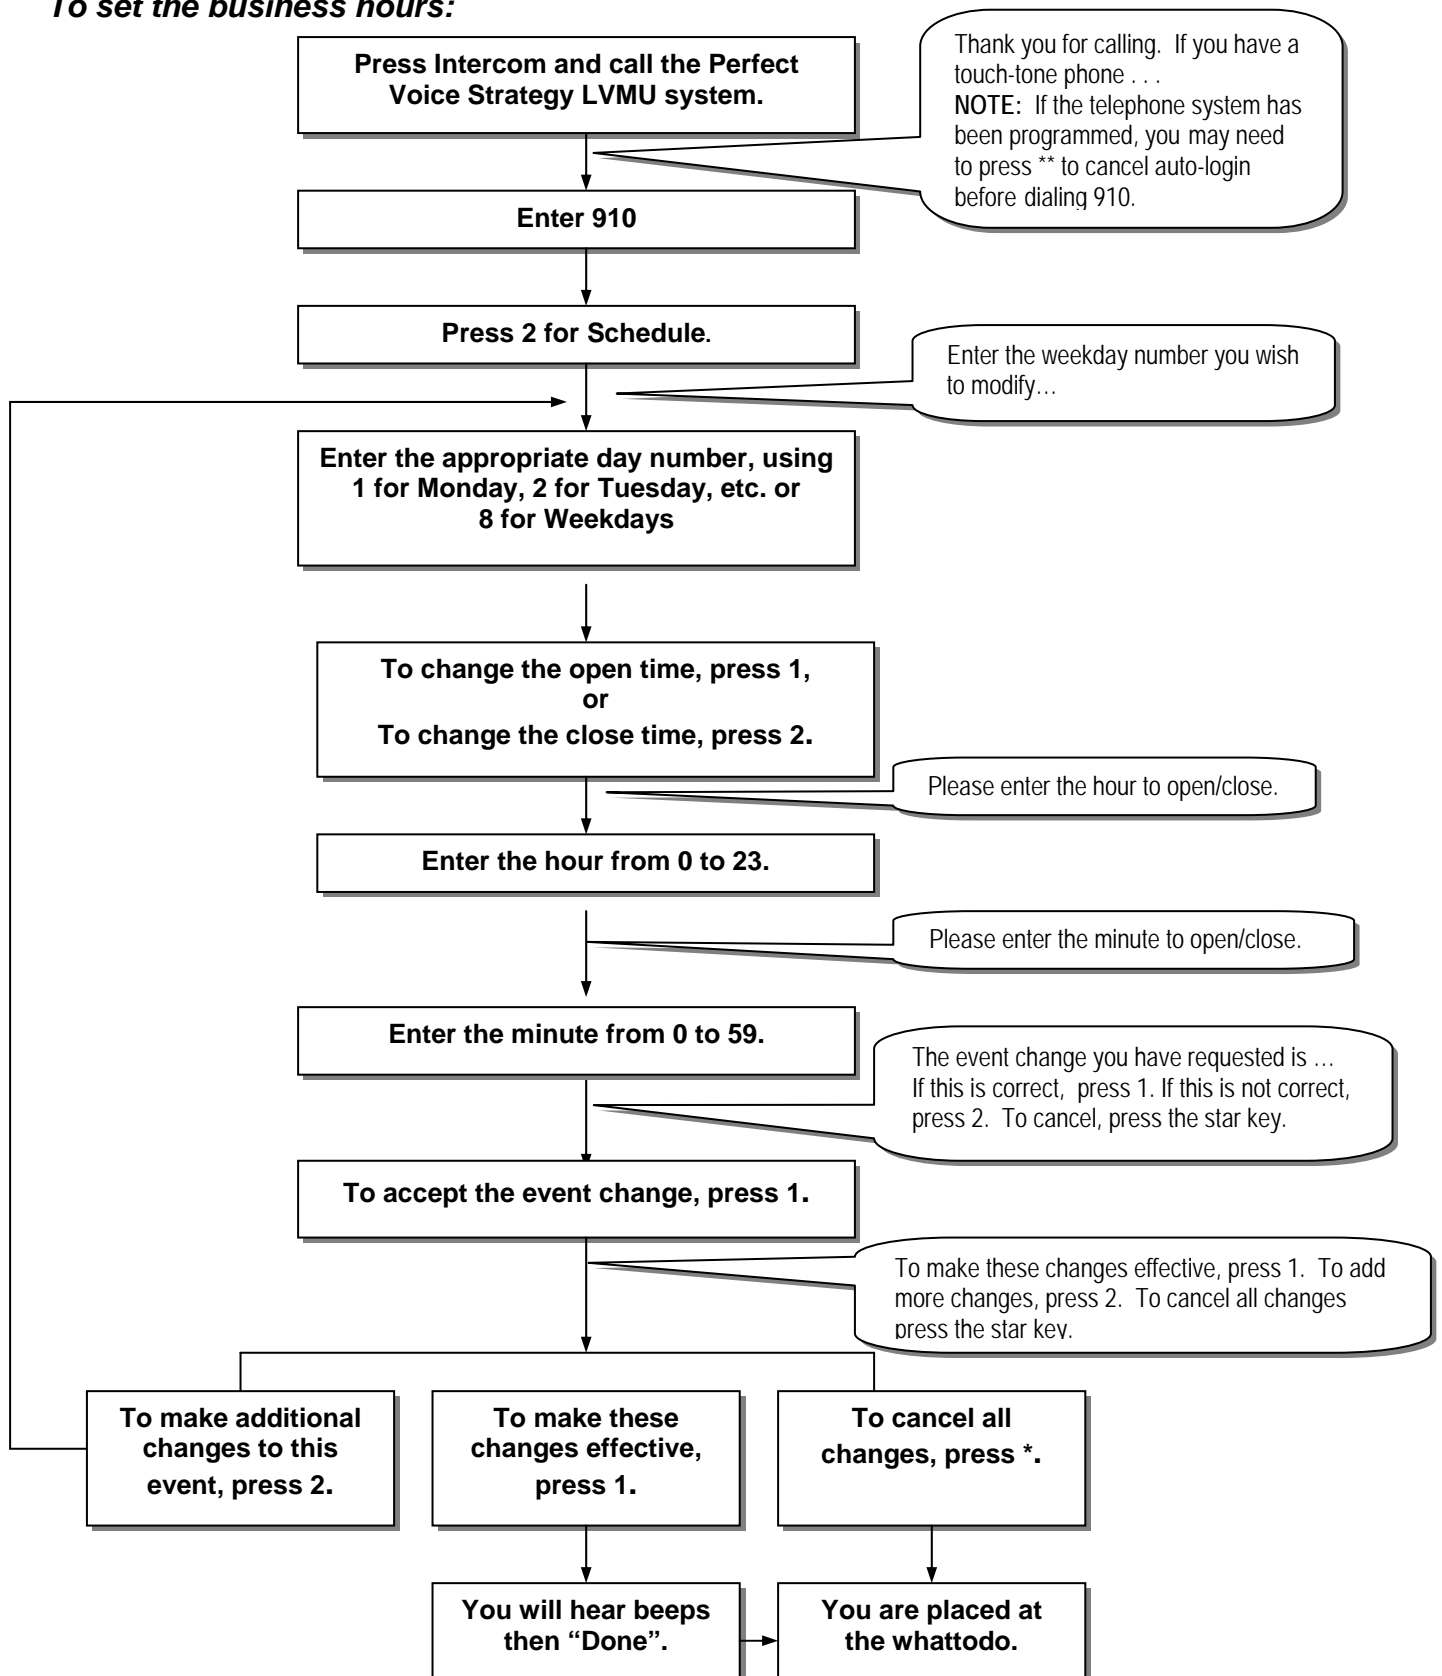 To set the business hours:
Press Intercom and call the Perfect
Voice Strategy LVMU system.
Thank you for calling. If you have a
touch-tone phone . . .
NOTE: If the telephone system has
been programmed, you may need
to press ** to cancel auto-login
before dialing 910.
Enter 910
Press 2 for Schedule.
Enter the weekday number you wish
to modify…
Enter the appropriate day number, using
1 for Monday, 2 for Tuesday, etc. or
8 for Weekdays
To change the open time, press 1,
or
To change the close time, press 2.
Please enter the hour to open/close.
Enter the hour from 0 to 23.
Please enter the minute to open/close.
Enter the minute from 0 to 59.
The event change you have requested is …
If this is correct, press 1. If this is not correct,
press 2. To cancel, press the star key.
To accept the event change, press 1.
To make these changes effective, press 1. To add
more changes, press 2. To cancel all changes
press the star key.
To make additional
changes to this
event, press 2.
To make these
changes effective,
press 1.
To cancel all
changes, press *.
You will hear beeps
then “Done”.
You are placed at
the whattodo.